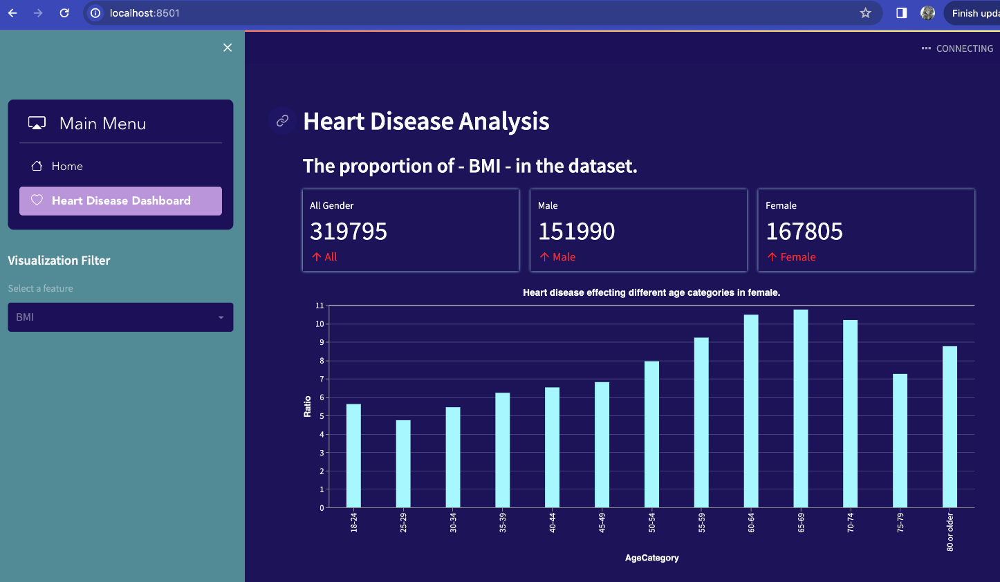 localhost:8501
Finish upda
CONNECTING
Main Menu
Home
Heart Disease Dashboard
Visualization Filter
Select a feature
BMI
Heart Disease Analysis
The proportion of - BMI - in the dataset.
All Gender
319795
↑ All
Male
151990
↑ Male
Female
167805
↑ Female
Heart disease effecting different age categories in female.
Ratio
11
10
9
8
7
6
5
4
3
2
1
0
18-24
25-29
30-34
35-39
40-44
45-49
50-54
55-59
60-64
65-69
70-74
75-79
80 or older
AgeCategory